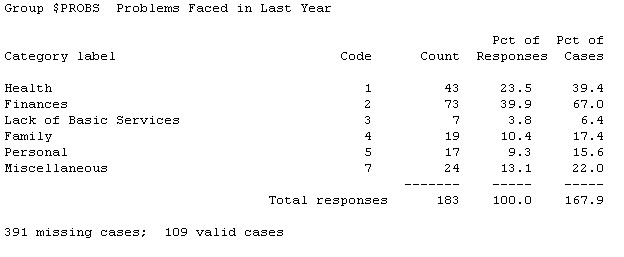 Group $PROBS  Problems Faced in Last Year
Pct of  Pct of
Category label  Code  Count  Responses  Cases
Health  1  43  23.5  39.4
Finances  2  73  39.9  67.0
Lack of Basic Services  3  7  3.8  6.4
Family  4  19  10.4  17.4
Personal  5  17  9.3  15.6
Miscellaneous  7  24  13.1  22.0
-------  -----  -----
Total responses  183  100.0  167.9
391 missing cases;  109 valid cases